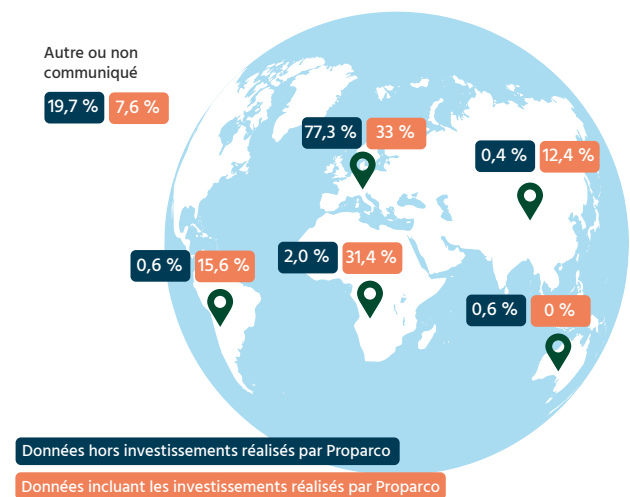 Autre ou non
communiqué
19,7 % 7,6 %
77,3 % 33 %
0,4 % 12,4 %
0,6 % 15,6 %
2,0 % 31,4 %
0,6 % 0 %
Données hors investissements réalisés par Proparco
Données incluant les investissements réalisés par Proparco